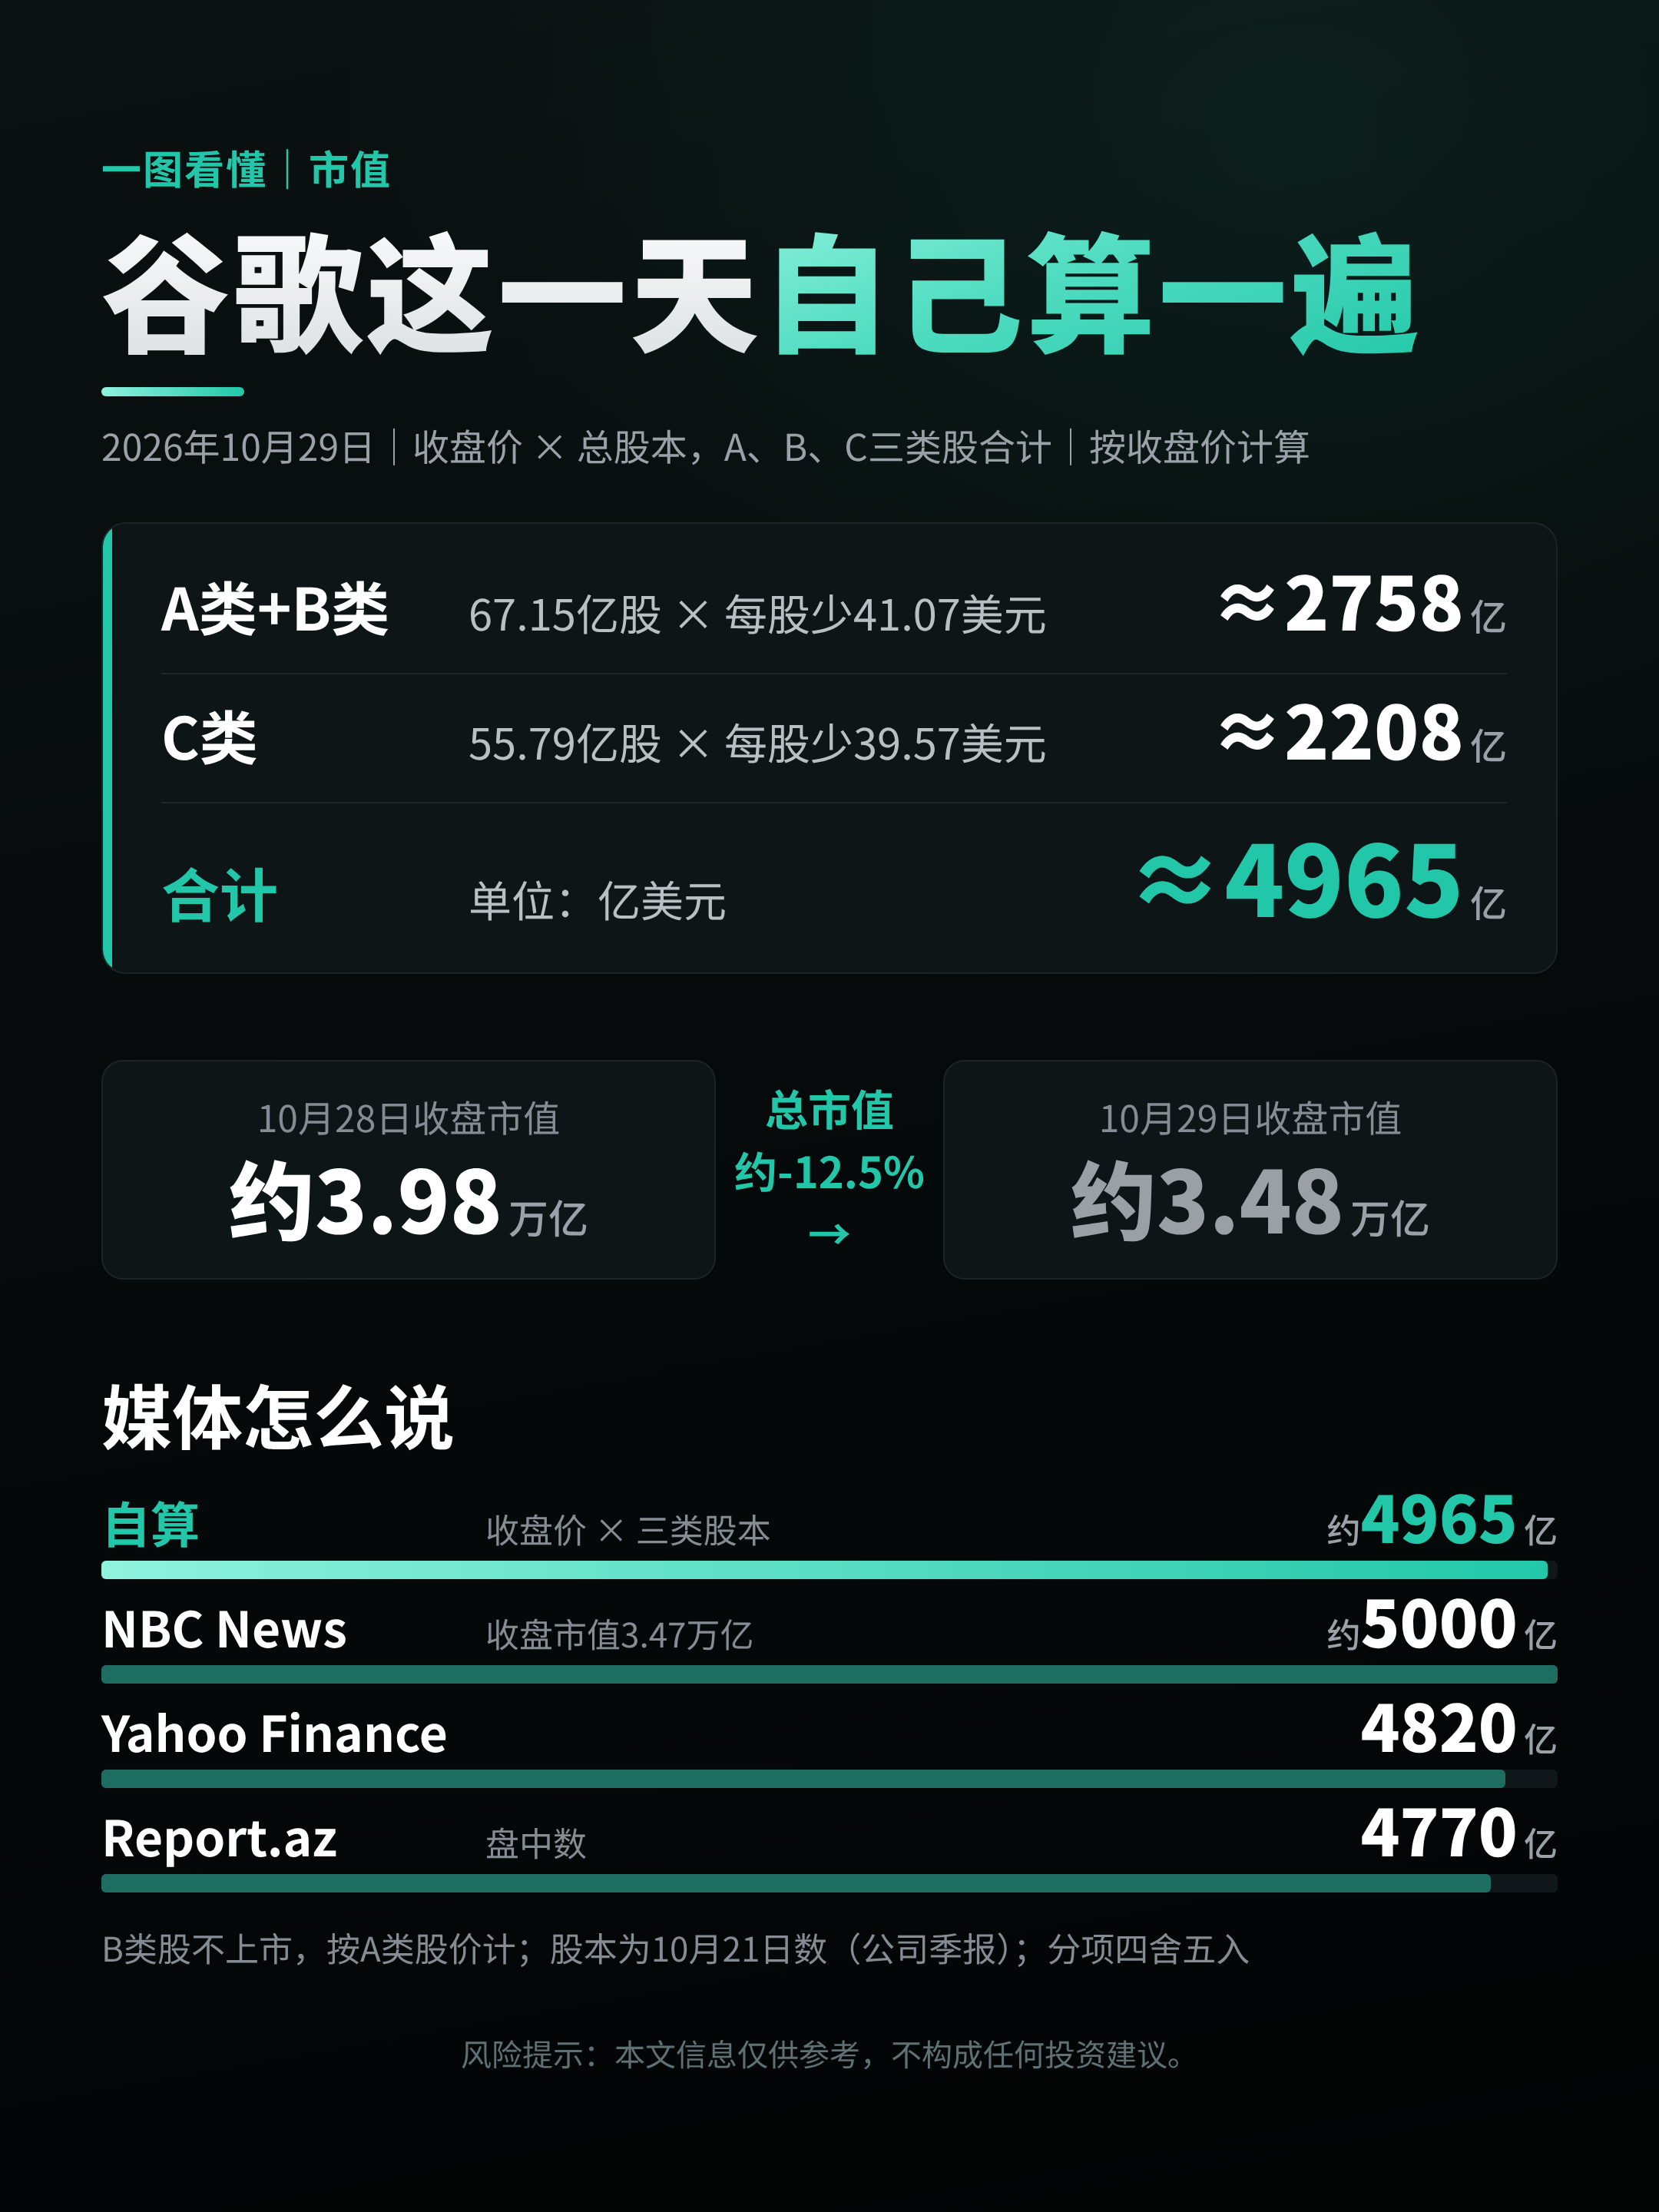 一图看懂｜市值
谷歌这一天自己算一遍
2026年10月29日｜收盘价 × 总股本，A、B、C三类股合计｜按收盘价计算
A类+B类 67.15亿股 × 每股少41.07美元 ≈2758亿
C类 55.79亿股 × 每股少39.57美元 ≈2208亿
合计 单位：亿美元 ≈4965亿
10月28日收盘市值
约3.98万亿
总市值
约-12.5%
→
10月29日收盘市值
约3.48万亿
媒体怎么说
自算 收盘价 × 三类股本 约4965亿
NBC News 收盘市值3.47万亿 约5000亿
Yahoo Finance 4820亿
Report.az 盘中数 4770亿
B类股不上市，按A类股价计；股本为10月21日数（公司季报）；分项四舍五入
风险提示：本文信息仅供参考，不构成任何投资建议。